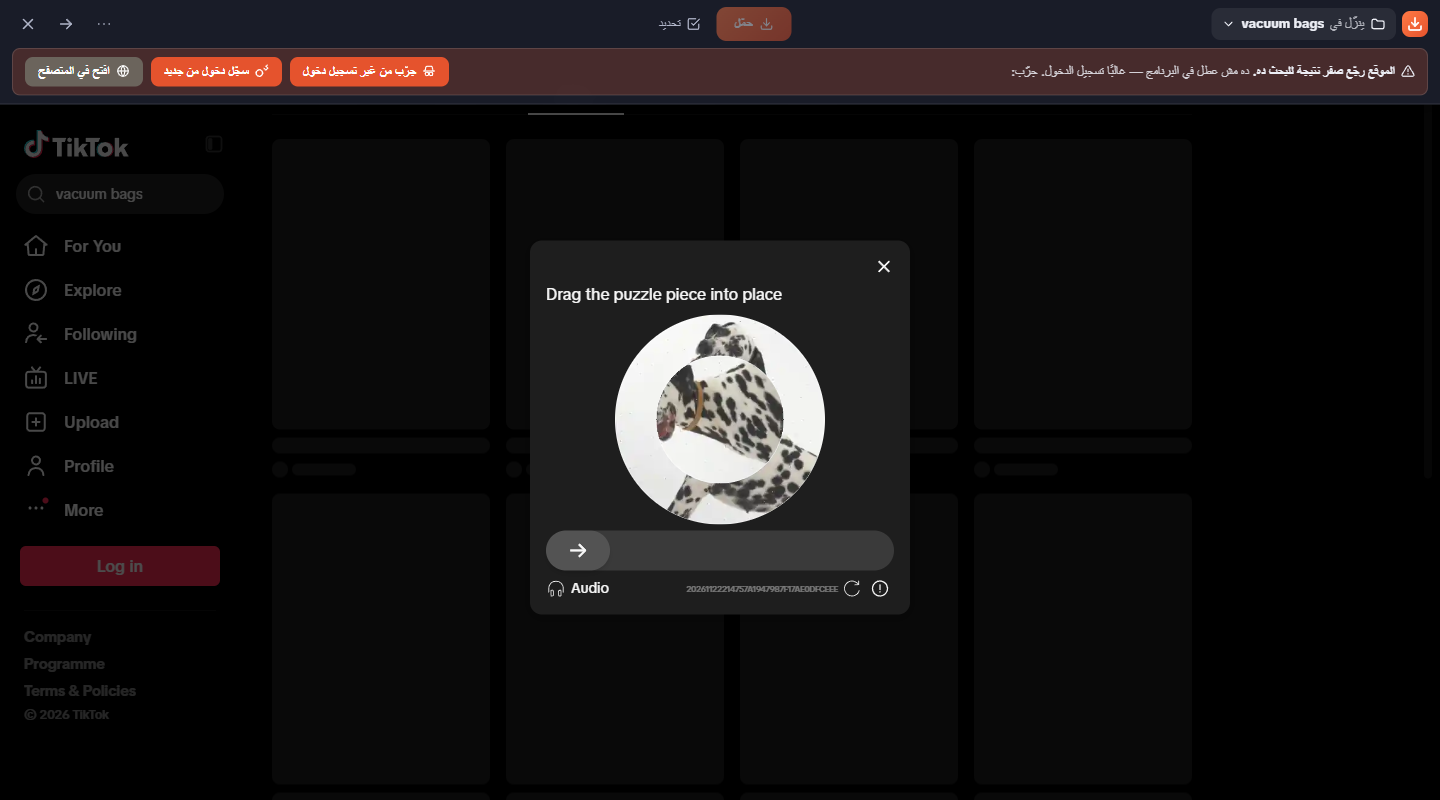 تحديد
حمّل
ينزّل في vacuum bags
الموقع رجّع صفر نتيجة للبحث ده. ده مش عطل في البرنامج — غالبًا تسجيل الدخول. جرّب:
جرّب من غير تسجيل دخول
سجّل دخول من جديد
افتح في المتصفح
TikTok
vacuum bags
For You
Explore
Following
LIVE
Upload
Profile
More
Log in
Company
Programme
Terms & Policies
© 2026 TikTok
Drag the puzzle piece into place
Audio